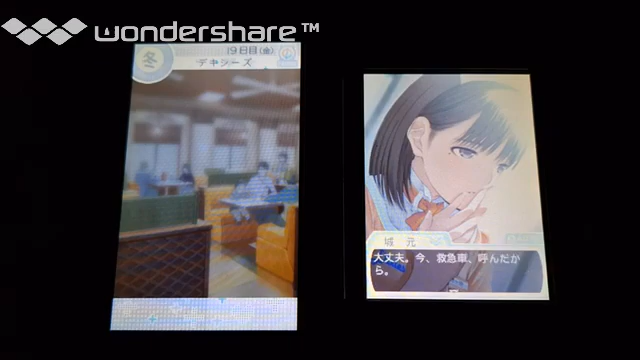 wondershare™
冬
19日目(金)
デキシーズ
城元
大丈夫。今、救急車、呼んだか
ら。